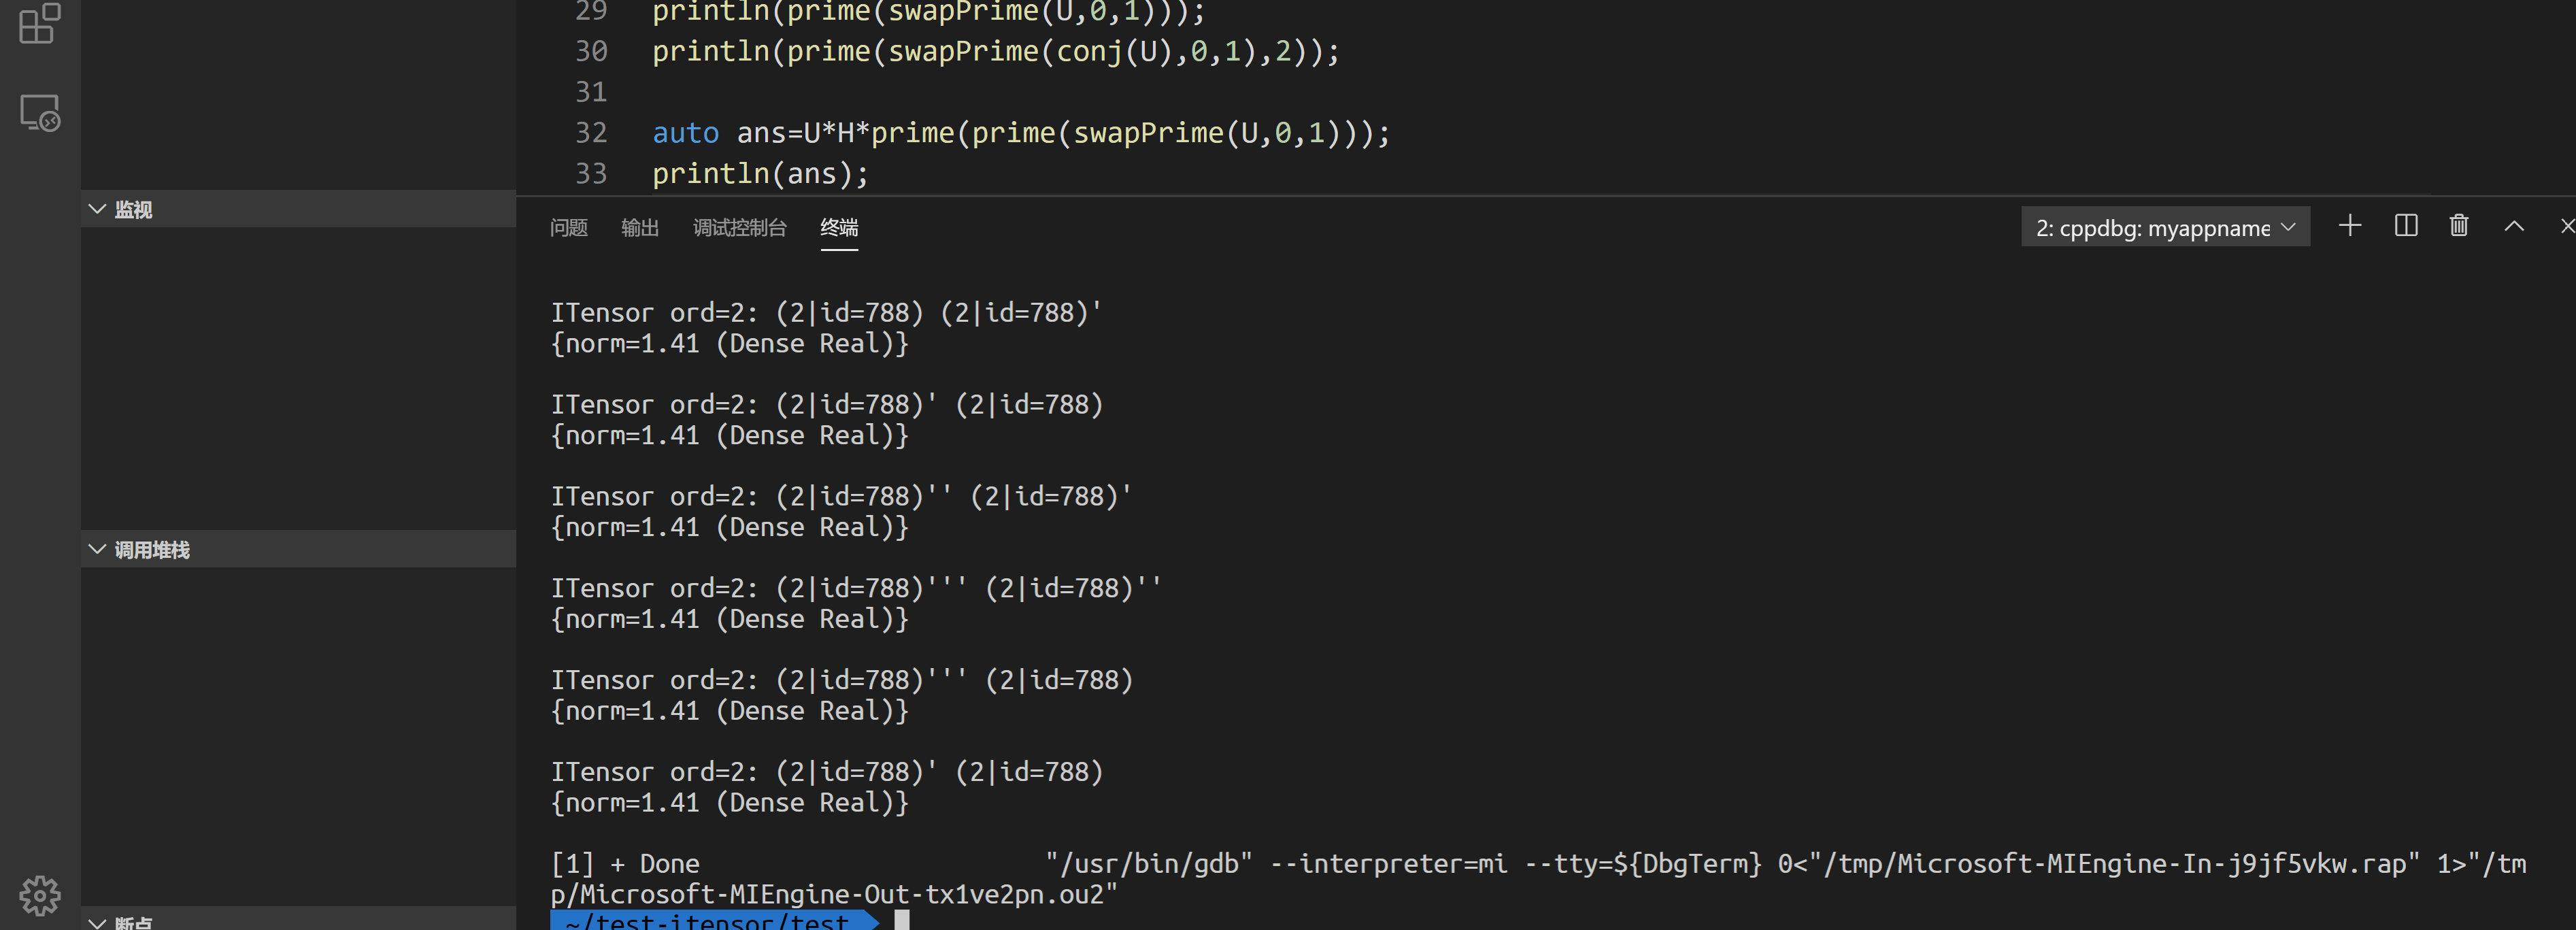 29 println(prime(swapPrime(U,0,1)));
30 println(prime(swapPrime(conj(U),0,1),2));
31
32 auto ans=U*H*prime(prime(swapPrime(U,0,1)));
33 println(ans);
监视
问题 输出 调试控制台 终端
2: cppdbg: myappname
ITensor ord=2: (2|id=788) (2|id=788)'
{norm=1.41 (Dense Real)}
ITensor ord=2: (2|id=788)' (2|id=788)
{norm=1.41 (Dense Real)}
ITensor ord=2: (2|id=788)'' (2|id=788)'
{norm=1.41 (Dense Real)}
调用堆栈
ITensor ord=2: (2|id=788)''' (2|id=788)''
{norm=1.41 (Dense Real)}
ITensor ord=2: (2|id=788)''' (2|id=788)
{norm=1.41 (Dense Real)}
ITensor ord=2: (2|id=788)' (2|id=788)
{norm=1.41 (Dense Real)}
[1] + Done "/usr/bin/gdb" --interpreter=mi --tty=${DbgTerm} 0<"/tmp/Microsoft-MIEngine-In-j9jf5vkw.rap" 1>"/tm
p/Microsoft-MIEngine-Out-tx1ve2pn.ou2"
~/test-itensor/test
断点